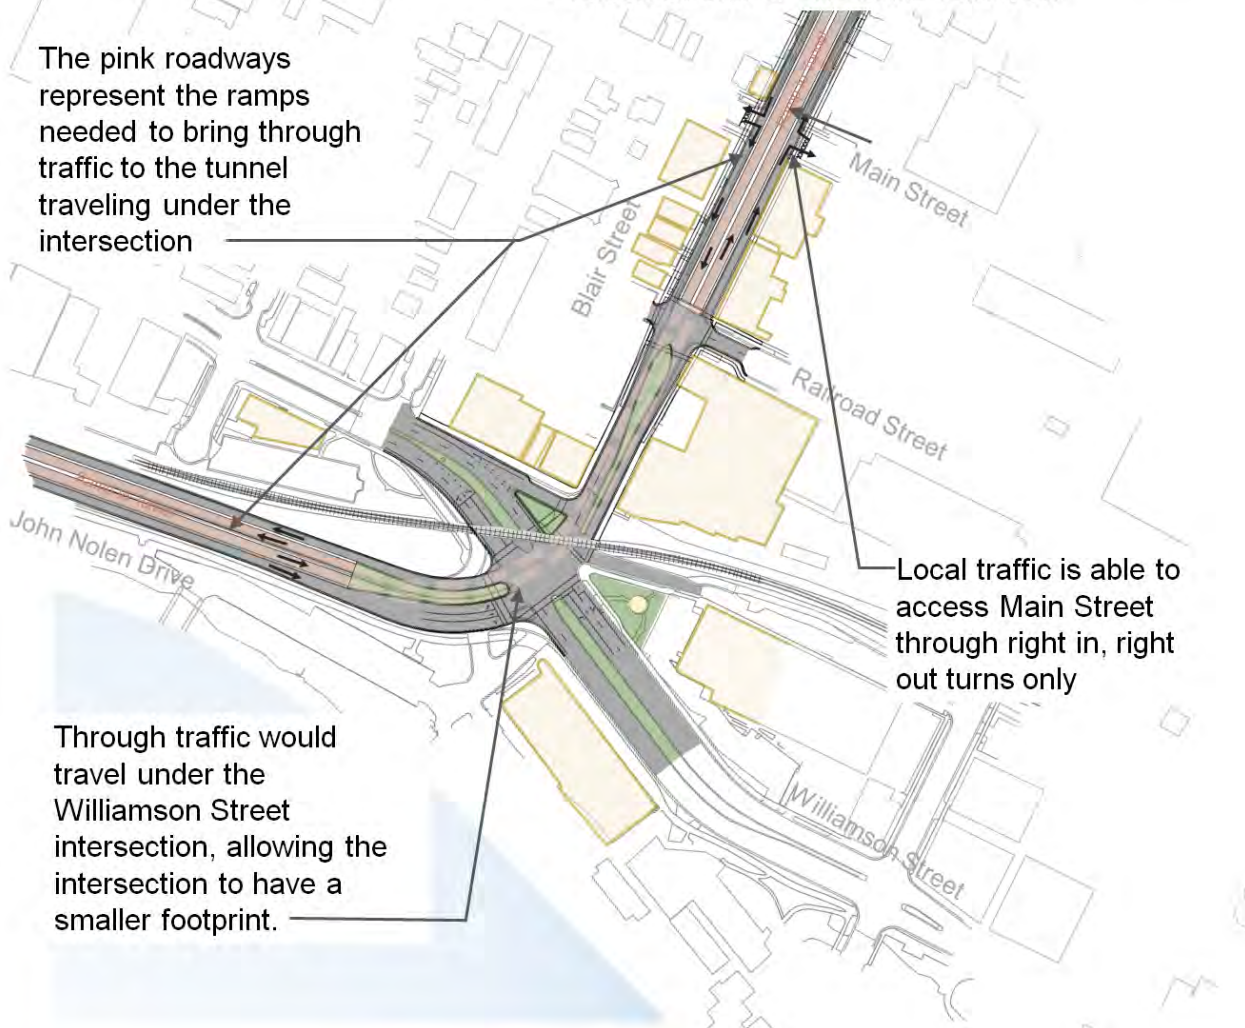 The pink roadways
represent the ramps
needed to bring through
traffic to the tunnel
traveling under the
intersection
Main Street
Blair Street
Railroad Street
John Nolen Drive
Local traffic is able to
access Main Street
through right in, right
out turns only
Through traffic would
travel under the
Williamson Street
intersection, allowing the
intersection to have a
smaller footprint.
Williamson Street